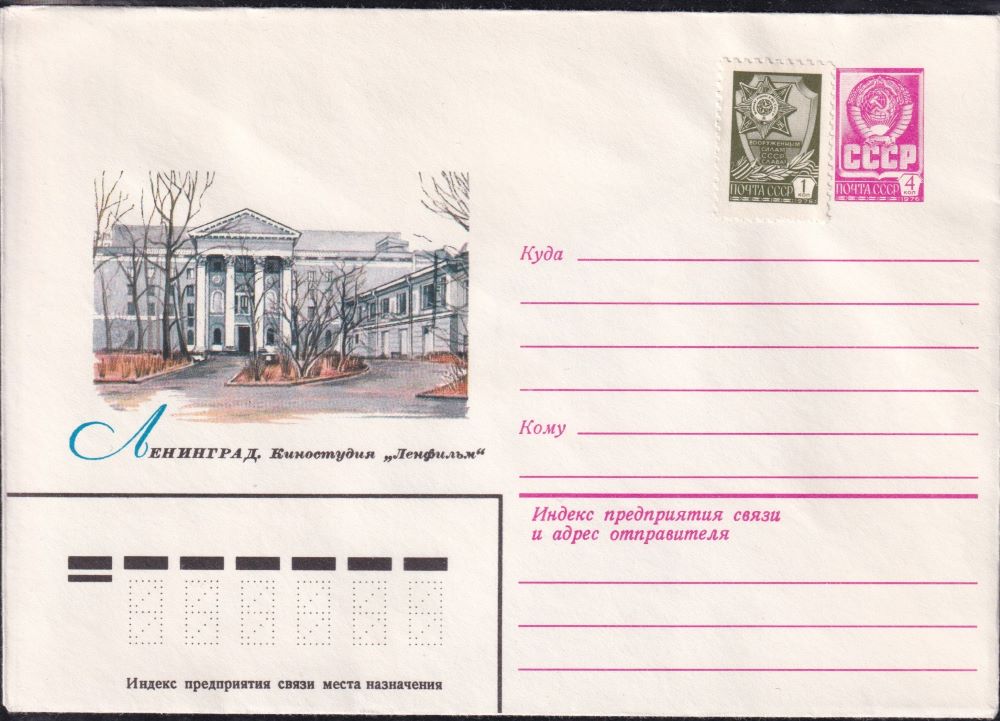 ВООРУЖЕННЫМ
СИЛАМ
СССР
СЛАВА!
ПОЧТА СССР
1
КОП
1976
СССР
ПОЧТА СССР
4
КОП
1976
Куда
Кому
ЛЕНИНГРАД. Киностудия „Ленфильм“
Индекс предприятия связи
и адрес отправителя
Индекс предприятия связи места назначения